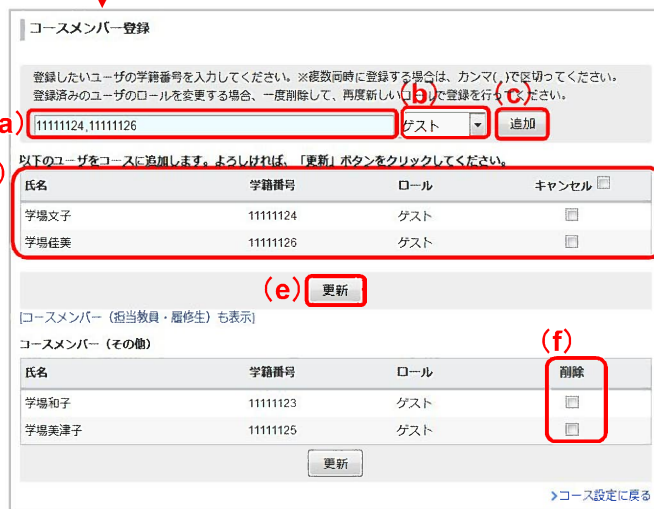 コースメンバー登録
登録したいユーザの学籍番号を入力してください。※複数同時に登録する場合は、カンマ( )で区切ってください。
登録済みのユーザのロールを変更する場合、一度削除して、再度新しいロールで登録を行ってください。
(b) (c)
a) 11111124,11111126 ゲスト 追加
以下のユーザをコースに追加します。よろしければ、「更新」ボタンをクリックしてください。
)
氏名 学籍番号 ロール キャンセル
学場文子 11111124 ゲスト
学場佳美 11111126 ゲスト
(e) 更新
[コースメンバー（担当教員・履修生）も表示]
コースメンバー（その他） (f)
氏名 学籍番号 ロール 削除
学場和子 11111123 ゲスト
学場美津子 11111125 ゲスト
更新
>コース設定に戻る